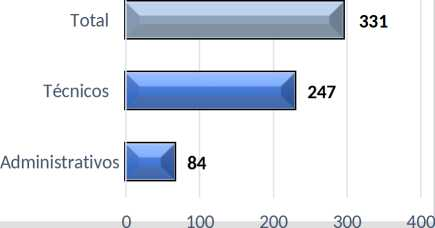 Total 331
Técnicos 247
Administrativos 84
0 100 200 300 400